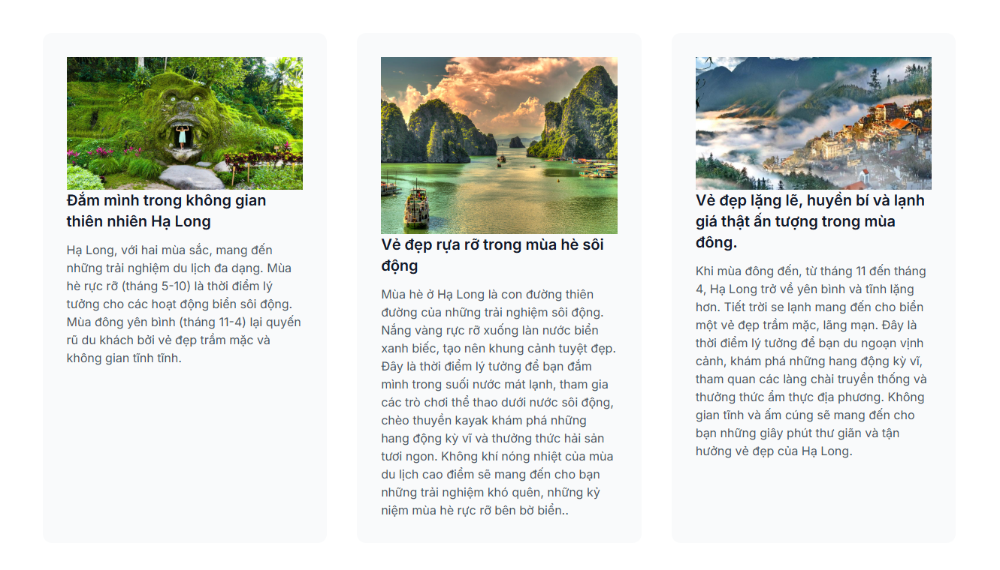 Đắm mình trong không gian
thiên nhiên Hạ Long
Hạ Long, với hai mùa sắc, mang đến
những trải nghiệm du lịch đa dạng. Mùa
hè rực rỡ (tháng 5-10) là thời điểm lý
tưởng cho các hoạt động biển sôi động.
Mùa đông yên bình (tháng 11-4) lại quyến
rũ du khách bởi vẻ đẹp trầm mặc và
không gian tĩnh tĩnh.
Vẻ đẹp rựa rỡ trong mùa hè sôi
động
Mùa hè ở Hạ Long là con đường thiên
đường của những trải nghiệm sôi động.
Nắng vàng rực rỡ xuống làn nước biển
xanh biếc, tạo nên khung cảnh tuyệt đẹp.
Đây là thời điểm lý tưởng để bạn đắm
mình trong suối nước mát lạnh, tham gia
các trò chơi thể thao dưới nước sôi động,
chèo thuyền kayak khám phá những
hang động kỳ vĩ và thưởng thức hải sản
tươi ngon. Không khí nóng nhiệt của mùa
du lịch cao điểm sẽ mang đến cho bạn
những trải nghiệm khó quên, những kỷ
niệm mùa hè rực rỡ bên bờ biển..
Vẻ đẹp lặng lẽ, huyền bí và lạnh
giá thật ấn tượng trong mùa
đông.
Khi mùa đông đến, từ tháng 11 đến tháng
4, Hạ Long trở về yên bình và tĩnh lặng
hơn. Tiết trời se lạnh mang đến cho biển
một vẻ đẹp trầm mặc, lãng mạn. Đây là
thời điểm lý tưởng để bạn du ngoạn vịnh
cảnh, khám phá những hang động kỳ vĩ,
tham quan các làng chài truyền thống và
thưởng thức ẩm thực địa phương. Không
gian tĩnh và ấm cúng sẽ mang đến cho
bạn những giây phút thư giãn và tận
hưởng vẻ đẹp của Hạ Long.